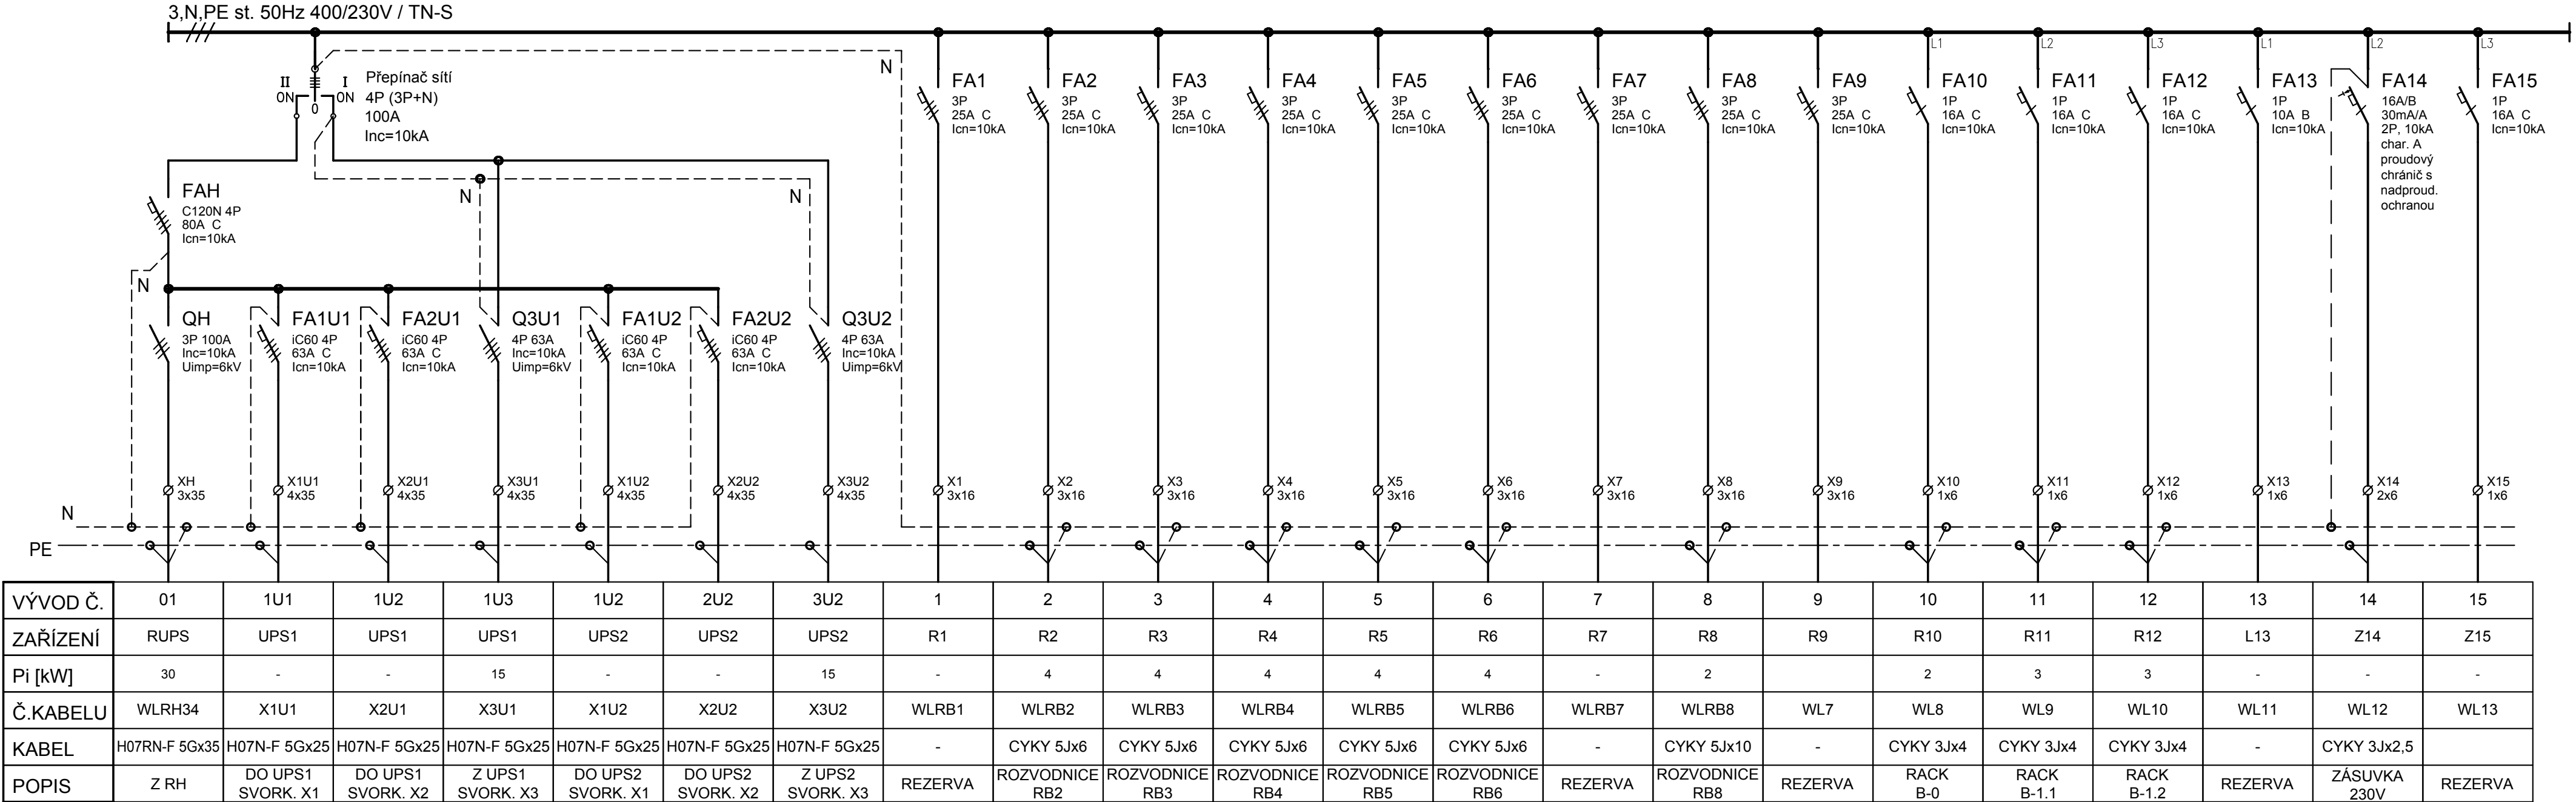 3,N,PE st. 50Hz 400/230V / TN-S
II
ON
0
I
ON
Přepínač sítí
4P (3P+N)
100A
Inc=10kA
N
N
N
FAH
C120N 4P
80A C
Icn=10kA
N
QH
3P 100A
Inc=10kA
Uimp=6kV
FA1U1
iC60 4P
63A C
Icn=10kA
FA2U1
iC60 4P
63A C
Icn=10kA
Q3U1
4P 63A
Inc=10kA
Uimp=6kV
FA1U2
iC60 4P
63A C
Icn=10kA
FA2U2
iC60 4P
63A C
Icn=10kA
Q3U2
4P 63A
Inc=10kA
Uimp=6kV
FA1
3P
25A C
Icn=10kA
FA2
3P
25A C
Icn=10kA
FA3
3P
25A C
Icn=10kA
FA4
3P
25A C
Icn=10kA
FA5
3P
25A C
Icn=10kA
FA6
3P
25A C
Icn=10kA
FA7
3P
25A C
Icn=10kA
FA8
3P
25A C
Icn=10kA
FA9
3P
25A C
Icn=10kA
L1
FA10
1P
16A C
Icn=10kA
L2
FA11
1P
16A C
Icn=10kA
L3
FA12
1P
16A C
Icn=10kA
L1
FA13
1P
10A B
Icn=10kA
L2
FA14
16A/B
30mA/A
2P, 10kA
char. A
proudový
chránič s
nadproud.
ochranou
L3
FA15
1P
16A C
Icn=10kA
XH
3x35
X1U1
4x35
X2U1
4x35
X3U1
4x35
X1U2
4x35
X2U2
4x35
X3U2
4x35
X1
3x16
X2
3x16
X3
3x16
X4
3x16
X5
3x16
X6
3x16
X7
3x16
X8
3x16
X9
3x16
X10
1x6
X11
1x6
X12
1x6
X13
1x6
X14
2x6
X15
1x6
N
PE
VÝVOD Č. 01 1U1 1U2 1U3 1U2 2U2 3U2 1 2 3 4 5 6 7 8 9 10 11 12 13 14 15
ZAŘÍZENÍ RUPS UPS1 UPS1 UPS1 UPS2 UPS2 UPS2 R1 R2 R3 R4 R5 R6 R7 R8 R9 R10 R11 R12 L13 Z14 Z15
Pi [kW] 30 - - 15 - - 15 - 4 4 4 4 4 - 2 2 3 3 - - -
Č.KABELU WLRH34 X1U1 X2U1 X3U1 X1U2 X2U2 X3U2 WLRB1 WLRB2 WLRB3 WLRB4 WLRB5 WLRB6 WLRB7 WLRB8 WL7 WL8 WL9 WL10 WL11 WL12 WL13
KABEL H07RN-F 5Gx35 H07N-F 5Gx25 H07N-F 5Gx25 H07N-F 5Gx25 H07N-F 5Gx25 H07N-F 5Gx25 H07N-F 5Gx25 - CYKY 5Jx6 CYKY 5Jx6 CYKY 5Jx6 CYKY 5Jx6 CYKY 5Jx6 - CYKY 5Jx10 - CYKY 3Jx4 CYKY 3Jx4 CYKY 3Jx4 - CYKY 3Jx2,5
POPIS
Z RH
DO UPS1
SVORK. X1
DO UPS1
SVORK. X2
Z UPS1
SVORK. X3
DO UPS2
SVORK. X1
DO UPS2
SVORK. X2
Z UPS2
SVORK. X3
REZERVA
ROZVODNICE
RB2
ROZVODNICE
RB3
ROZVODNICE
RB4
ROZVODNICE
RB5
ROZVODNICE
RB6
REZERVA
ROZVODNICE
RB8
REZERVA
RACK
B-0
RACK
B-1.1
RACK
B-1.2
REZERVA
ZÁSUVKA
230V
REZERVA